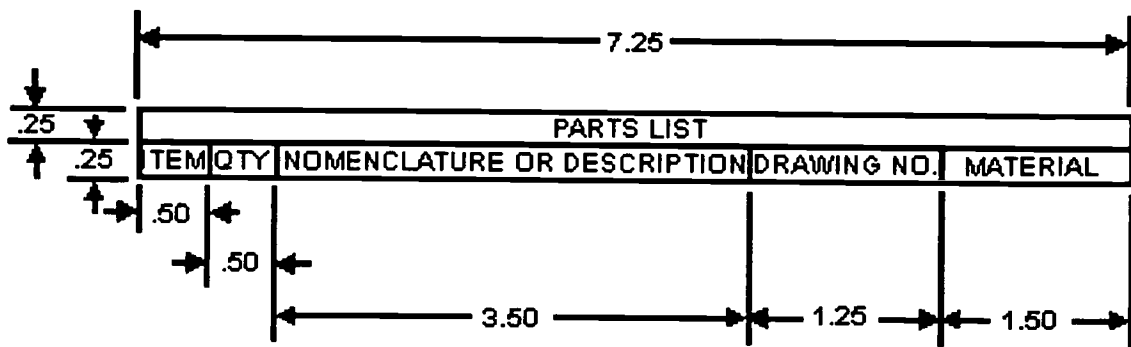 7.25
.25
PARTS LIST
.25
ITEM QTY NOMENCLATURE OR DESCRIPTION DRAWING NO. MATERIAL
.50
.50
3.50 1.25 1.50